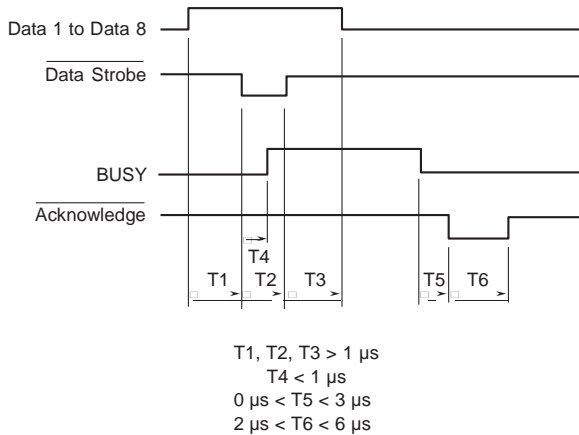 Data 1 to Data 8
Data Strobe
BUSY
Acknowledge
T4
T1 T2 T3 T5 T6
T1, T2, T3 > 1 µs
T4 < 1 µs
0 µs < T5 < 3 µs
2 µs < T6 < 6 µs